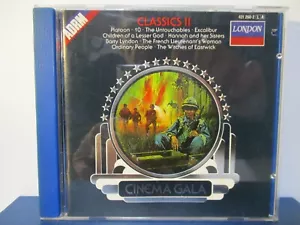 ADRM
CLASSICS II
LONDON
Platoon · 10 · The Untouchables · Excalibur
Children of a Lesser God · Hannah and her Sisters
Barry Lyndon · The French Lieutenant's Woman
Ordinary People · The Witches of Eastwick
CINEMA GALA